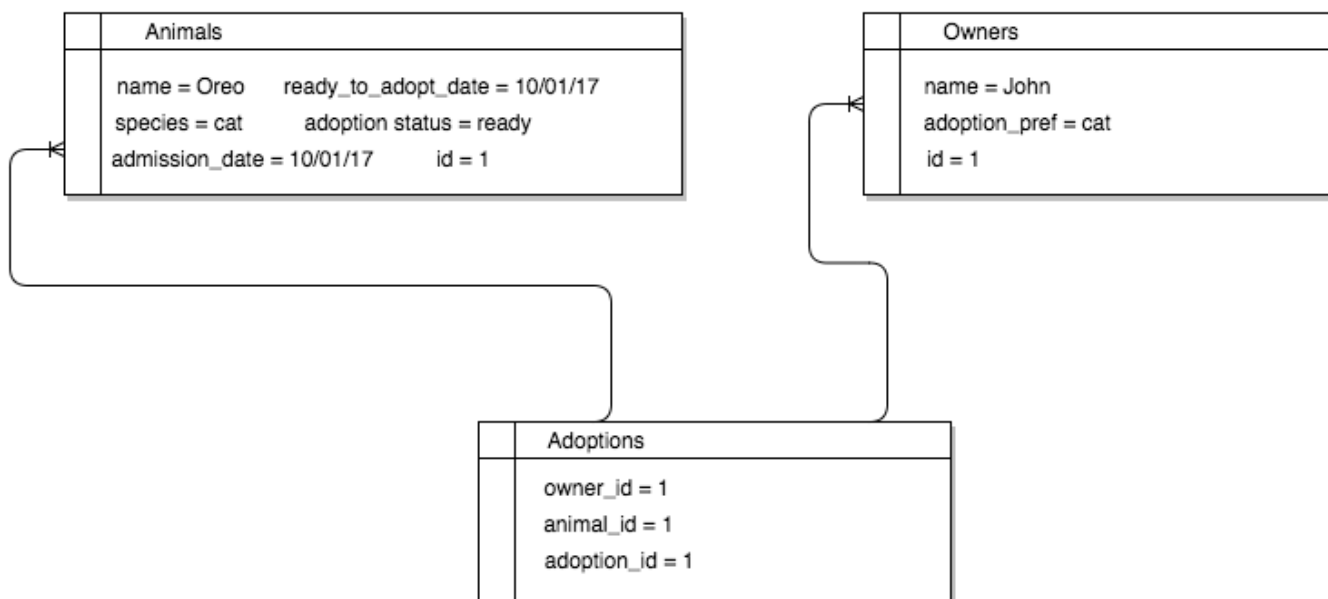 Animals
name = Oreo ready_to_adopt_date = 10/01/17
species = cat adoption status = ready
admission_date = 10/01/17 id = 1
Owners
name = John
adoption_pref = cat
id = 1
Adoptions
owner_id = 1
animal_id = 1
adoption_id = 1